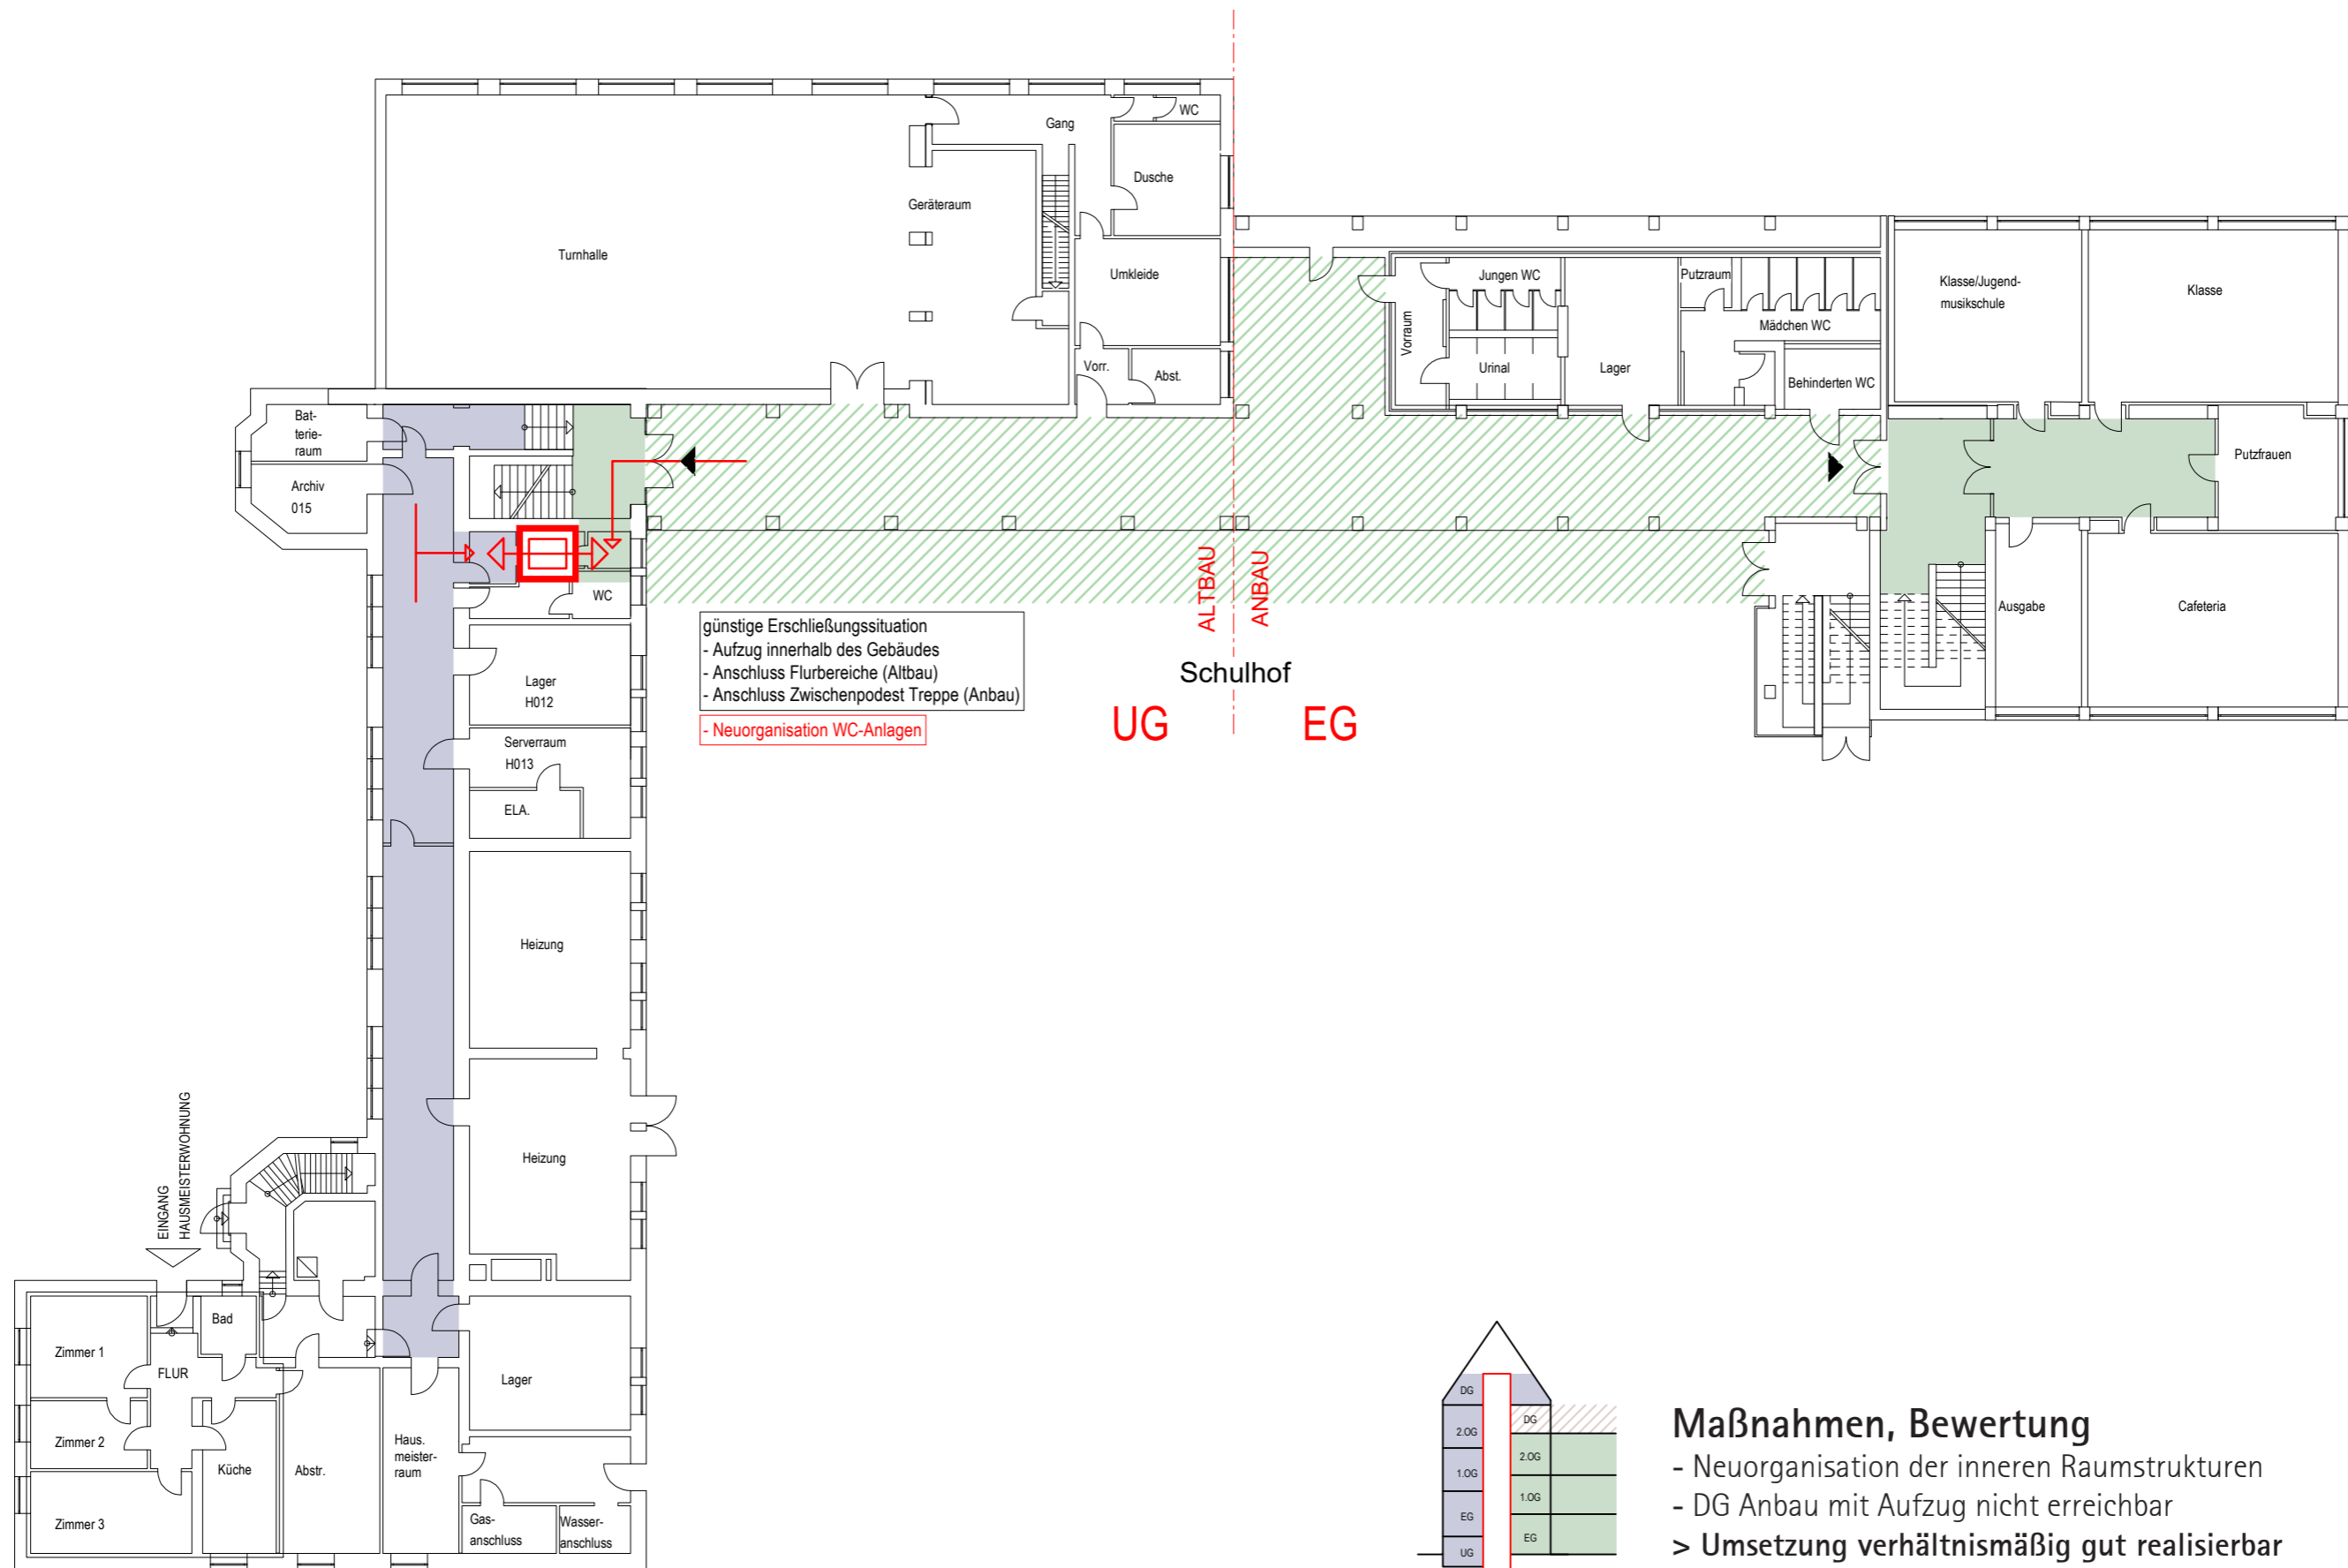 WC
Gang
Dusche
Geräteraum
Turnhalle
Umkleide
Vorr.
Abst.
Vorraum
Jungen WC
Urinal
Lager
Putzraum
Mädchen WC
Behinderten WC
Klasse/Jugend-
musikschule
Klasse
Putzfrauen
Ausgabe
Cafeteria
Bat-
terie-
raum
Archiv
015
WC
günstige Erschließungssituation
- Aufzug innerhalb des Gebäudes
- Anschluss Flurbereiche (Altbau)
- Anschluss Zwischenpodest Treppe (Anbau)
- Neuorganisation WC-Anlagen
ALTBAU
ANBAU
Schulhof
UG
EG
Lager
H012
Serverraum
H013
ELA.
Heizung
Heizung
EINGANG
HAUSMEISTERWOHNUNG
Bad
Zimmer 1
FLUR
Zimmer 2
Zimmer 3
Küche
Abstr.
Haus.
meister-
raum
Lager
Gas-
anschluss
Wasser-
anschluss
DG
2.OG
1.OG
EG
UG
DG
2.OG
1.OG
EG
Maßnahmen, Bewertung
- Neuorganisation der inneren Raumstrukturen
- DG Anbau mit Aufzug nicht erreichbar
> Umsetzung verhältnismäßig gut realisierbar